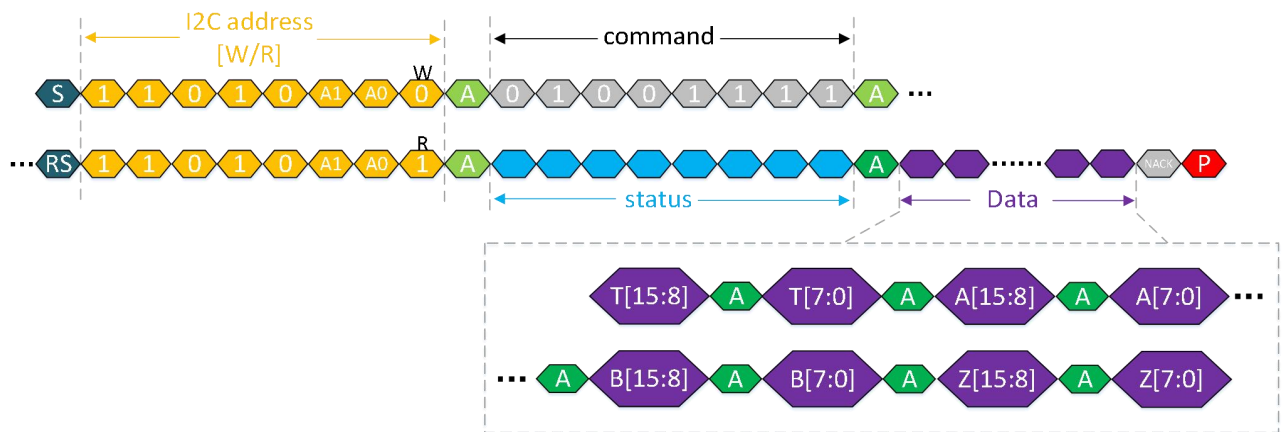 I2C address
[W/R]
command
W
S 1 1 0 1 0 A1 A0 0 A 0 1 0 0 1 1 1 1 A ...
R
... RS 1 1 0 1 0 A1 A0 1 A A ...... NACK P
status Data
T[15:8] A T[7:0] A A[15:8] A A[7:0] ...
... A B[15:8] A B[7:0] A Z[15:8] A Z[7:0]